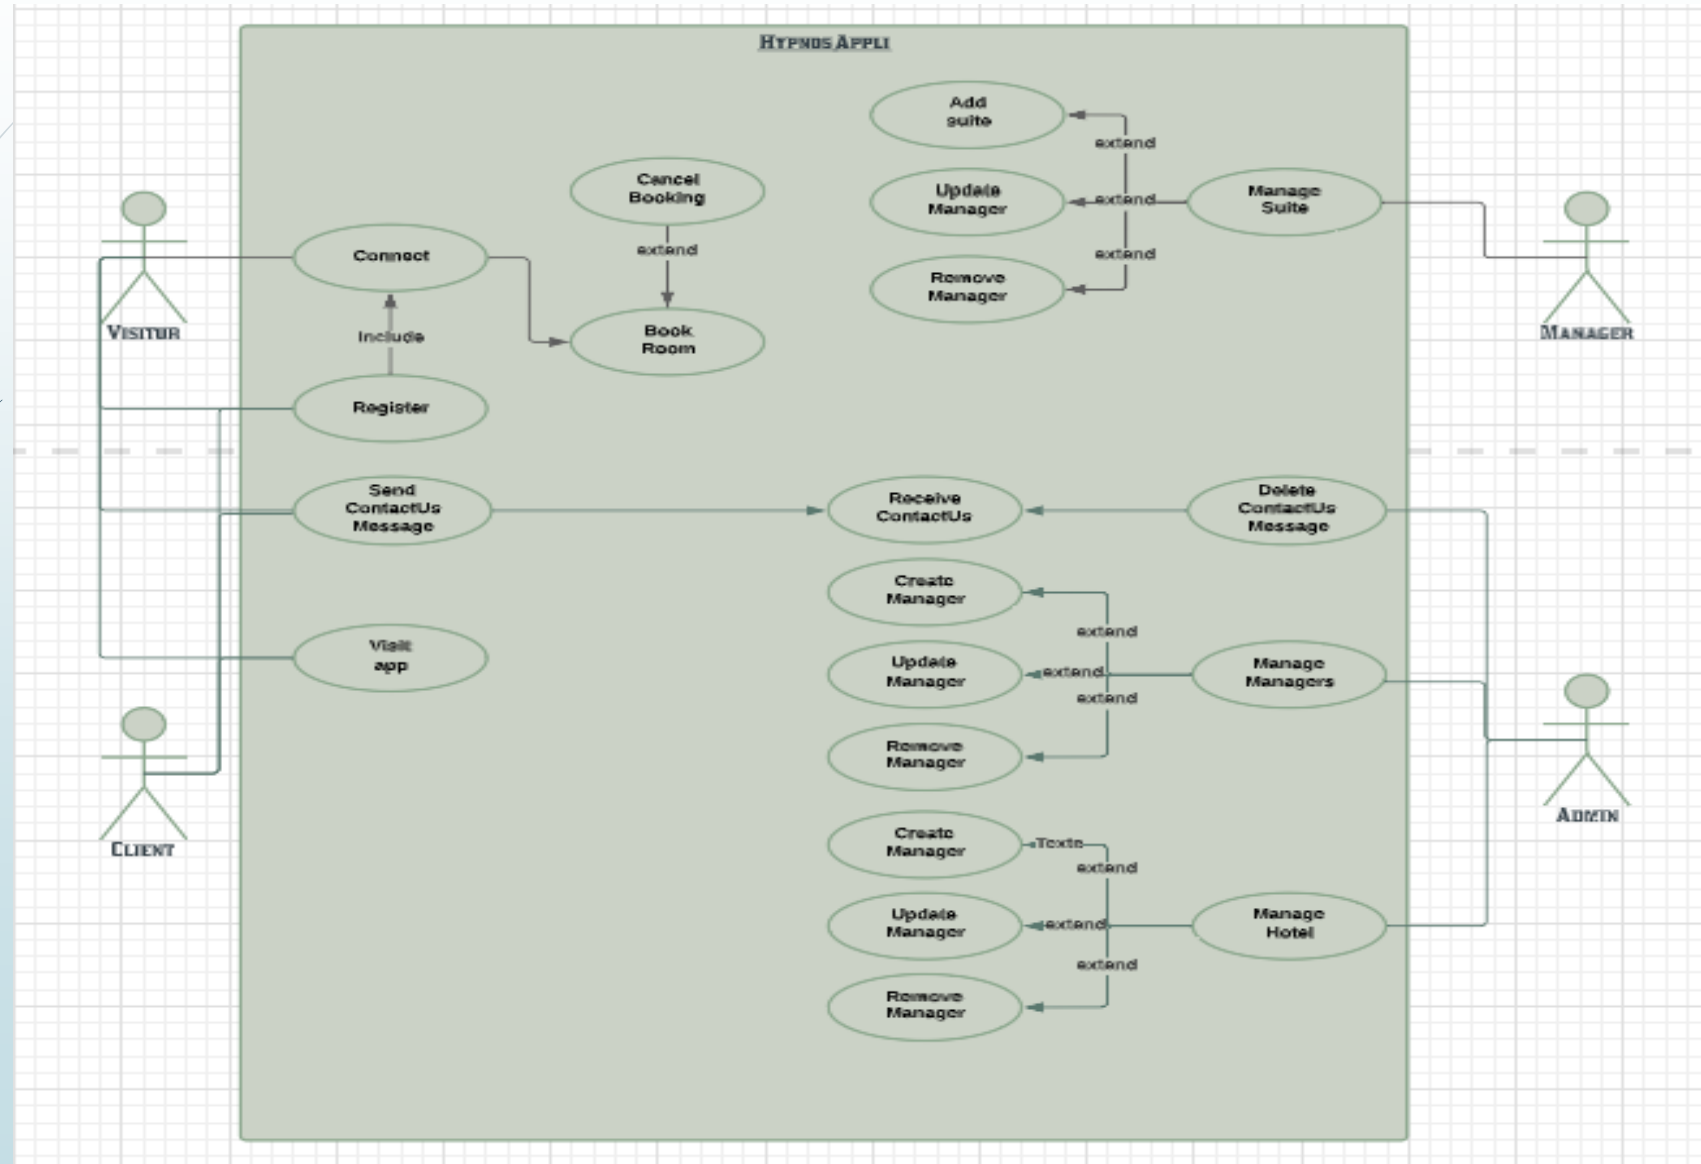 HYPNOS APPLI
Add
suite
extend
Cancel
Booking
Update
Manager
extend
Manage
Suite
Connect
extend
extend
Remove
Manager
VISITUR
Include
Book
Room
MANAGER
Register
Send
ContactUs
Message
Receive
ContactUs
Delete
ContactUs
Message
Create
Manager
extend
Visit
app
Update
Manager
extend
Manage
Managers
extend
Remove
Manager
CLIENT
ADMIN
Create
Manager
Texte
extend
Update
Manager
extend
Manage
Hotel
extend
Remove
Manager